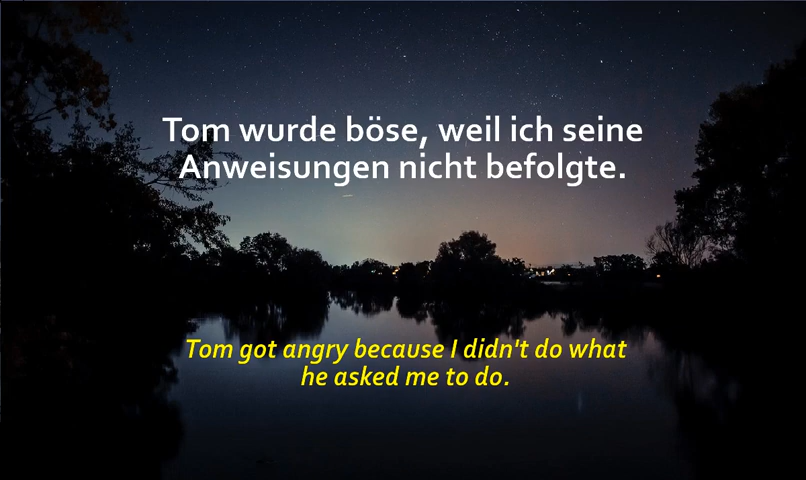 Tom wurde böse, weil ich seine
Anweisungen nicht befolgte.
Tom got angry because I didn't do what
he asked me to do.